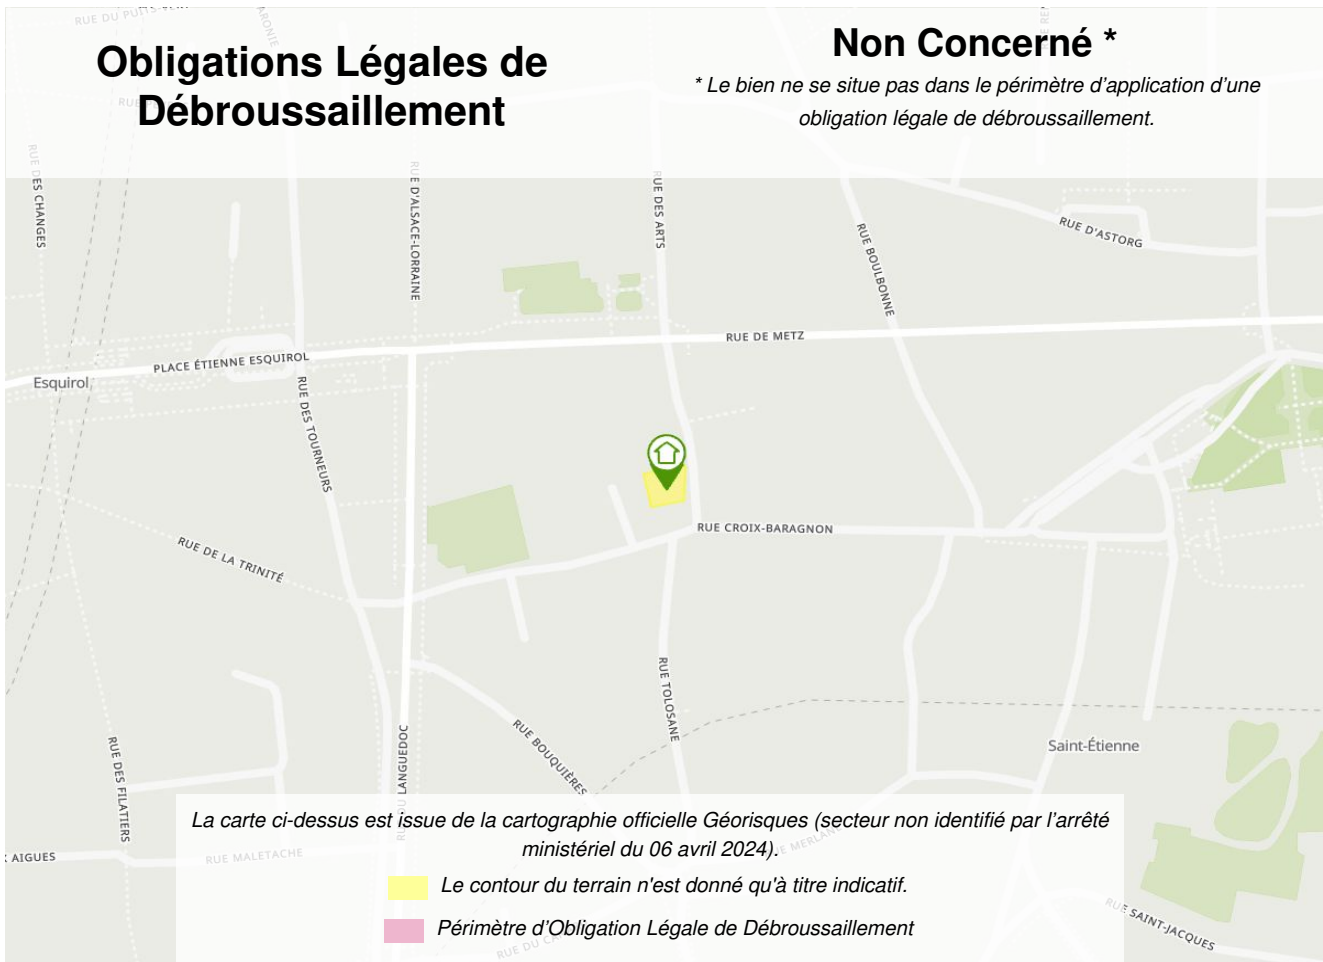 Obligations Légales de
Débroussaillement
Non Concerné *
* Le bien ne se situe pas dans le périmètre d'application d'une
obligation légale de débroussaillement.
RUE DES CHANGES
RUE D'ALSACE-LORRAINE
RUE DES ARTS
RUE BOULBONNE
RUE D'ASTORG
RUE DE METZ
PLACE ÉTIENNE ESQUIROL
Esquirol
RUE DES TOURNEURS
RUE CROIX-BARAGNON
RUE DE LA TRINITÉ
RUE TOLOSANE
RUE BOUQUIÈRES
Saint-Étienne
RUE DES FILATIERS
LANGUEDOC
AIGUES
RUE MALETACHE
MERLANE
RUE SAINT-JACQUES
La carte ci-dessus est issue de la cartographie officielle Géorisques (secteur non identifié par l'arrêté
ministériel du 06 avril 2024).
Le contour du terrain n'est donné qu'à titre indicatif.
Périmètre d'Obligation Légale de Débroussaillement
RUE DU